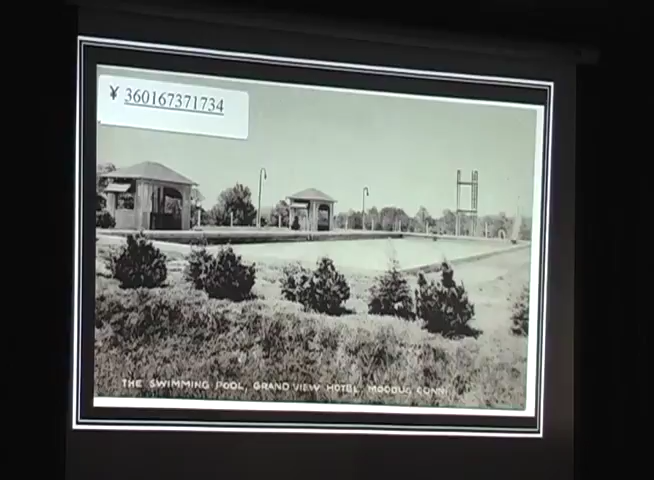 ¥ 360167371734
THE SWIMMING POOL, GRAND VIEW HOTEL, MOODUS CONN.